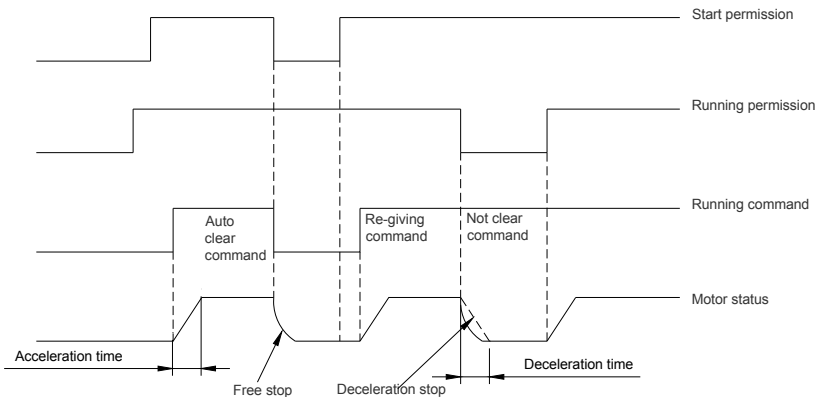 Start permission
Running permission
Running command
Auto
clear
command
Re-giving
command
Not clear
command
Motor status
Acceleration time
Free stop
Deceleration stop
Deceleration time